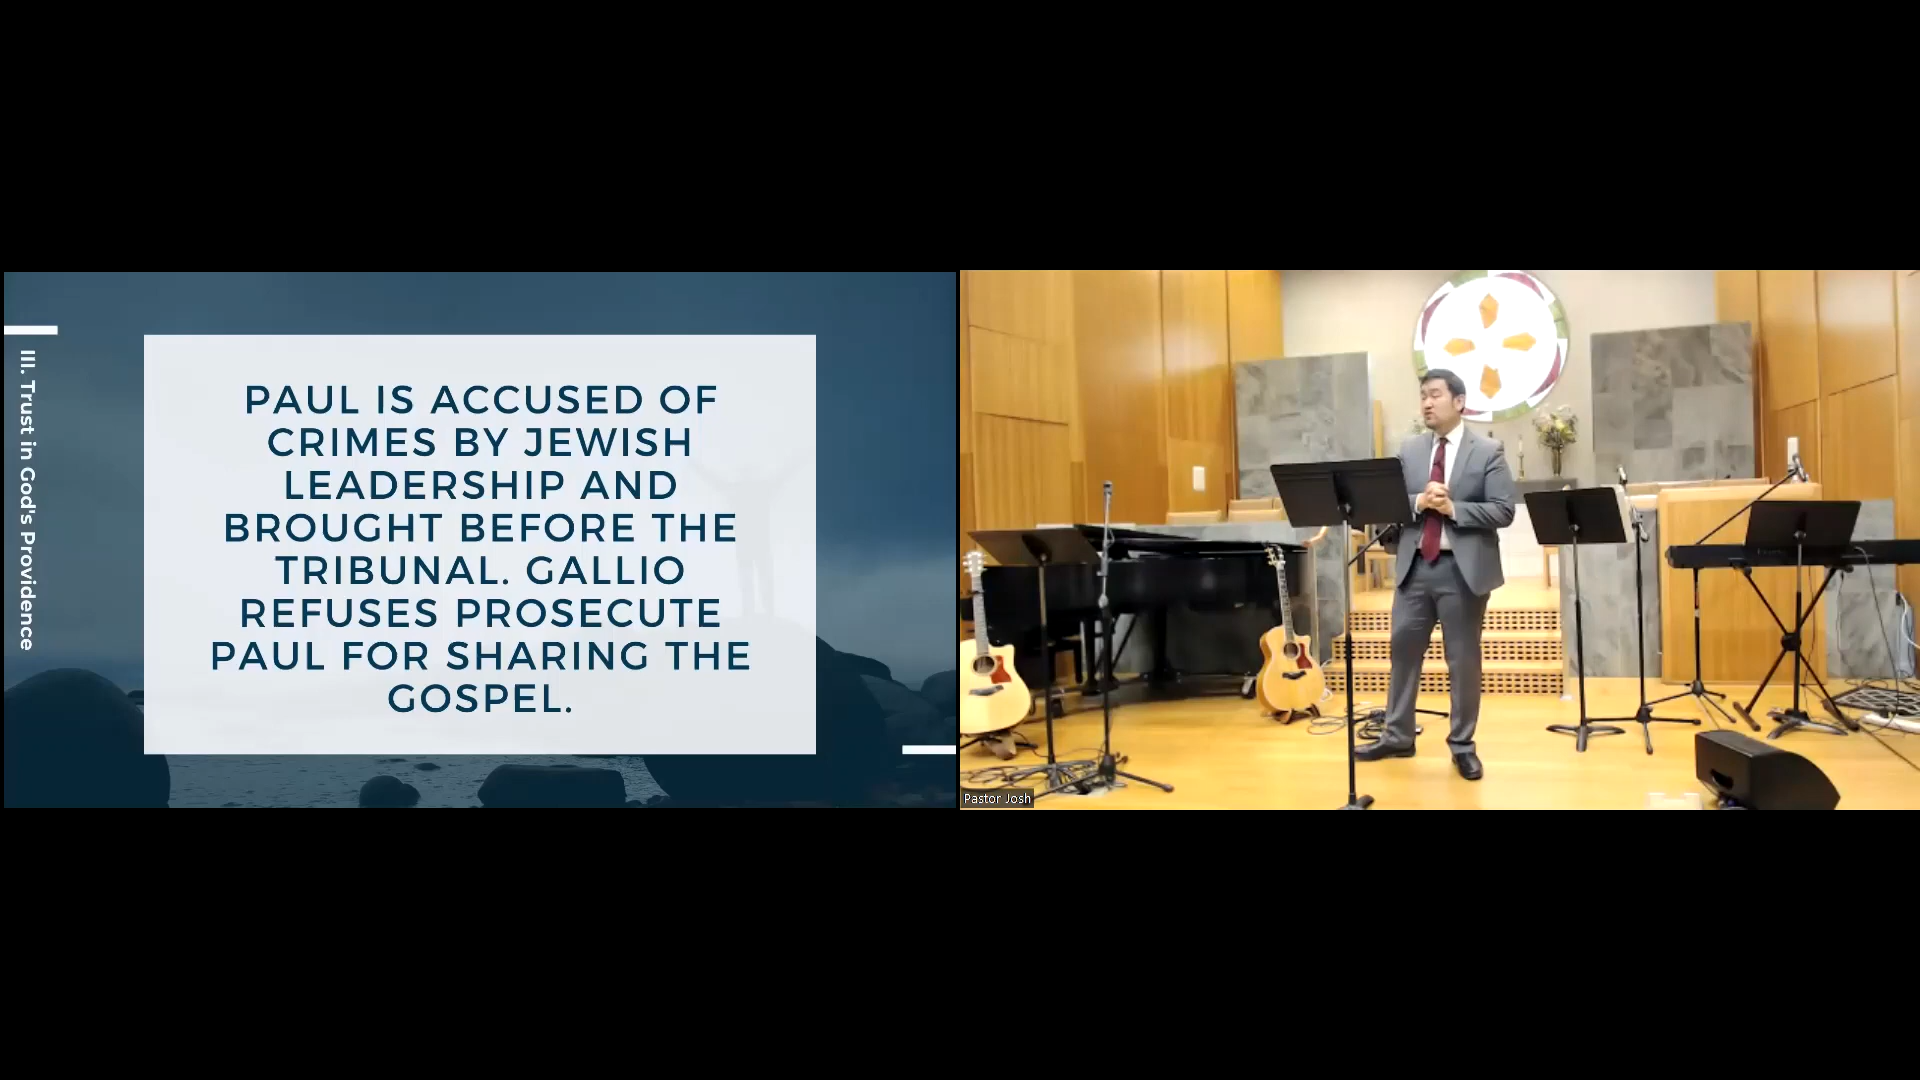 III. Trust in God's Providence
PAUL IS ACCUSED OF
CRIMES BY JEWISH
LEADERSHIP AND
BROUGHT BEFORE THE
TRIBUNAL. GALLIO
REFUSES PROSECUTE
PAUL FOR SHARING THE
GOSPEL.
Pastor Josh